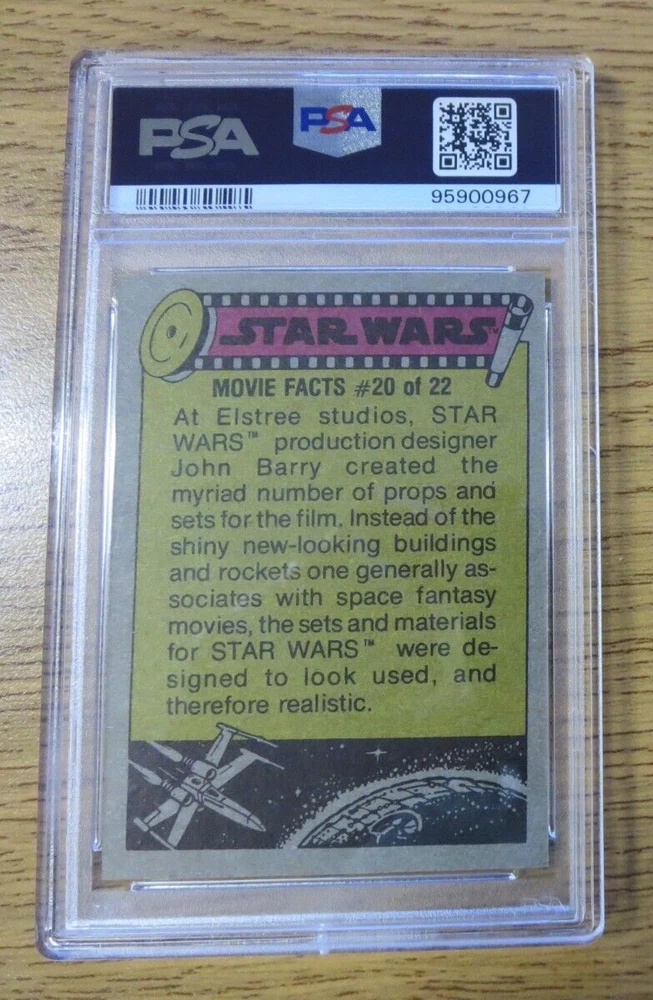 PSA PSA
95900967
STAR WARS™
MOVIE FACTS #20 of 22
At Elstree studios, STAR
WARS™ production designer
John Barry created the
myriad number of props and
sets for the film. Instead of the
shiny new-looking buildings
and rockets one generally as-
sociates with space fantasy
movies, the sets and materials
for STAR WARS™ were de-
signed to look used, and
therefore realistic.